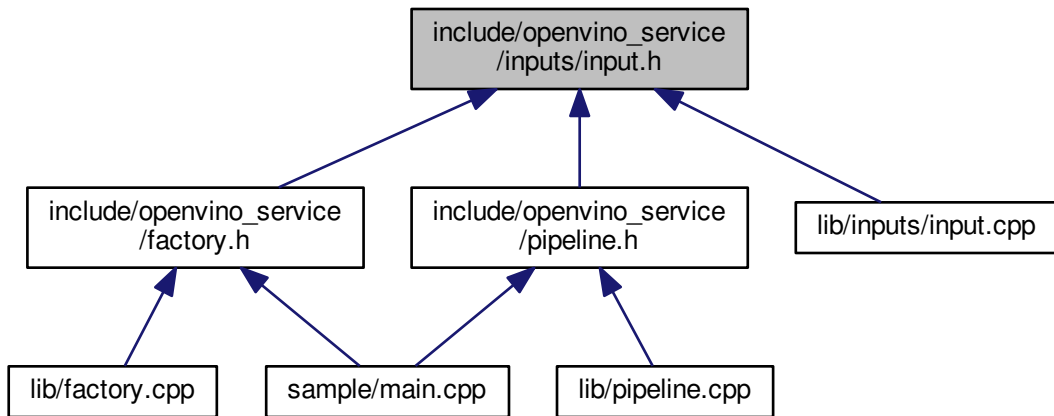 include/openvino_service
/inputs/input.h
include/openvino_service
/factory.h
include/openvino_service
/pipeline.h
lib/inputs/input.cpp
lib/factory.cpp
sample/main.cpp
lib/pipeline.cpp